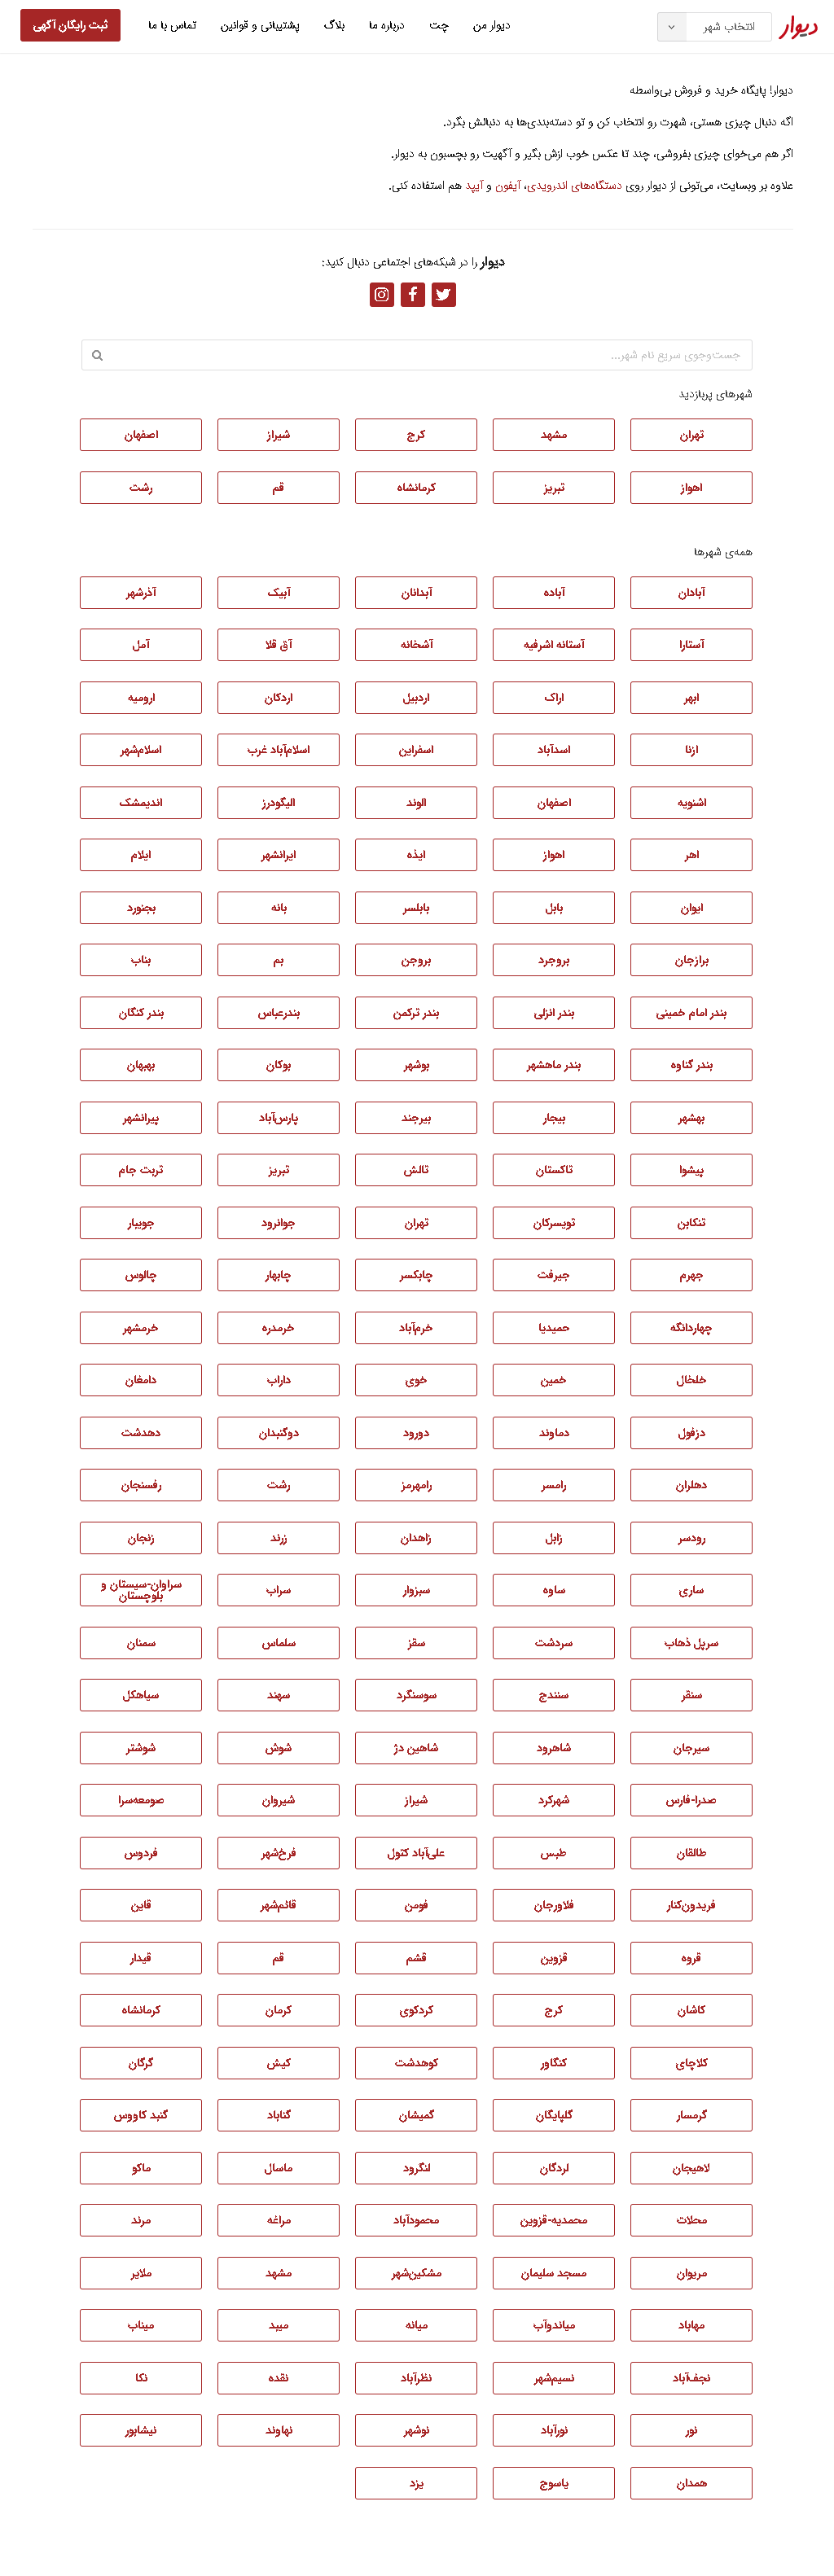 دیوار
انتخاب شهر
دیوار من
چت
درباره ما
بلاگ
پشتیبانی و قوانین
تماس با ما
ثبت رایگان آگهی
دیوار! پایگاه خرید و فروش بی‌واسطه
اگه دنبال چیزی هستی، شهرت رو انتخاب کن و تو دسته‌بندی‌ها به دنبالش بگرد.
اگر هم می‌خوای چیزی بفروشی، چند تا عکس خوب ازش بگیر و آگهیت رو بچسبون به دیوار.
علاوه بر وبسایت، می‌تونی از دیوار روی دستگاه‌های اندرویدی، آیفون و آیپد هم استفاده کنی.
دیوار را در شبکه‌های اجتماعی دنبال کنید:
جست‌وجوی سریع نام شهر...
شهرهای پربازدید
تهران مشهد کرج شیراز اصفهان
اهواز تبریز کرمانشاه قم رشت
همه‌ی شهرها
آبادان آباده آبدانان آبیک آذرشهر
آستارا آستانه اشرفیه آشخانه آق قلا آمل
ابهر اراک اردبیل اردکان ارومیه
ازنا اسدآباد اسفراین اسلام‌آباد غرب اسلام‌شهر
اشنویه اصفهان الوند الیگودرز اندیمشک
اهر اهواز ایذه ایرانشهر ایلام
ایوان بابل بابلسر بانه بجنورد
برازجان بروجرد بروجن بم بناب
بندر امام خمینی بندر انزلی بندر ترکمن بندرعباس بندر کنگان
بندر گناوه بندر ماهشهر بوشهر بوکان بهبهان
بهشهر بیجار بیرجند پارس‌آباد پیرانشهر
پیشوا تاکستان تالش تبریز تربت جام
تنکابن تویسرکان تهران جوانرود جویبار
جهرم جیرفت چابکسر چابهار چالوس
چهاردانگه حمیدیا خرم‌آباد خرمدره خرمشهر
خلخال خمین خوی داراب دامغان
دزفول دماوند دورود دوگنبدان دهدشت
دهلران رامسر رامهرمز رشت رفسنجان
رودسر زابل زاهدان زرند زنجان
ساری ساوه سبزوار سراب سراوان-سیستان و بلوچستان
سرپل ذهاب سردشت سقز سلماس سمنان
سنقر سنندج سوسنگرد سهند سیاهکل
سیرجان شاهرود شاهین دژ شوش شوشتر
صدرا-فارس شهرکرد شیراز شیروان صومعه‌سرا
طالقان طبس علی‌آباد کتول فرخ‌شهر فردوس
فریدون‌کنار فلاورجان فومن قائم‌شهر قاین
قروه قزوین قشم قم قیدار
کاشان کرج کردکوی کرمان کرمانشاه
کلاچای کنگاور کوهدشت کیش گرگان
گرمسار گلپایگان گمیشان گناباد گنبد کاووس
لاهیجان لردگان لنگرود ماسال ماکو
محلات محمدیه-قزوین محمودآباد مراغه مرند
مریوان مسجد سلیمان مشکین‌شهر مشهد ملایر
مهاباد میاندوآب میانه میبد میناب
نجف‌آباد نسیم‌شهر نظرآباد نقده نکا
نور نورآباد نوشهر نهاوند نیشابور
همدان یاسوج یزد